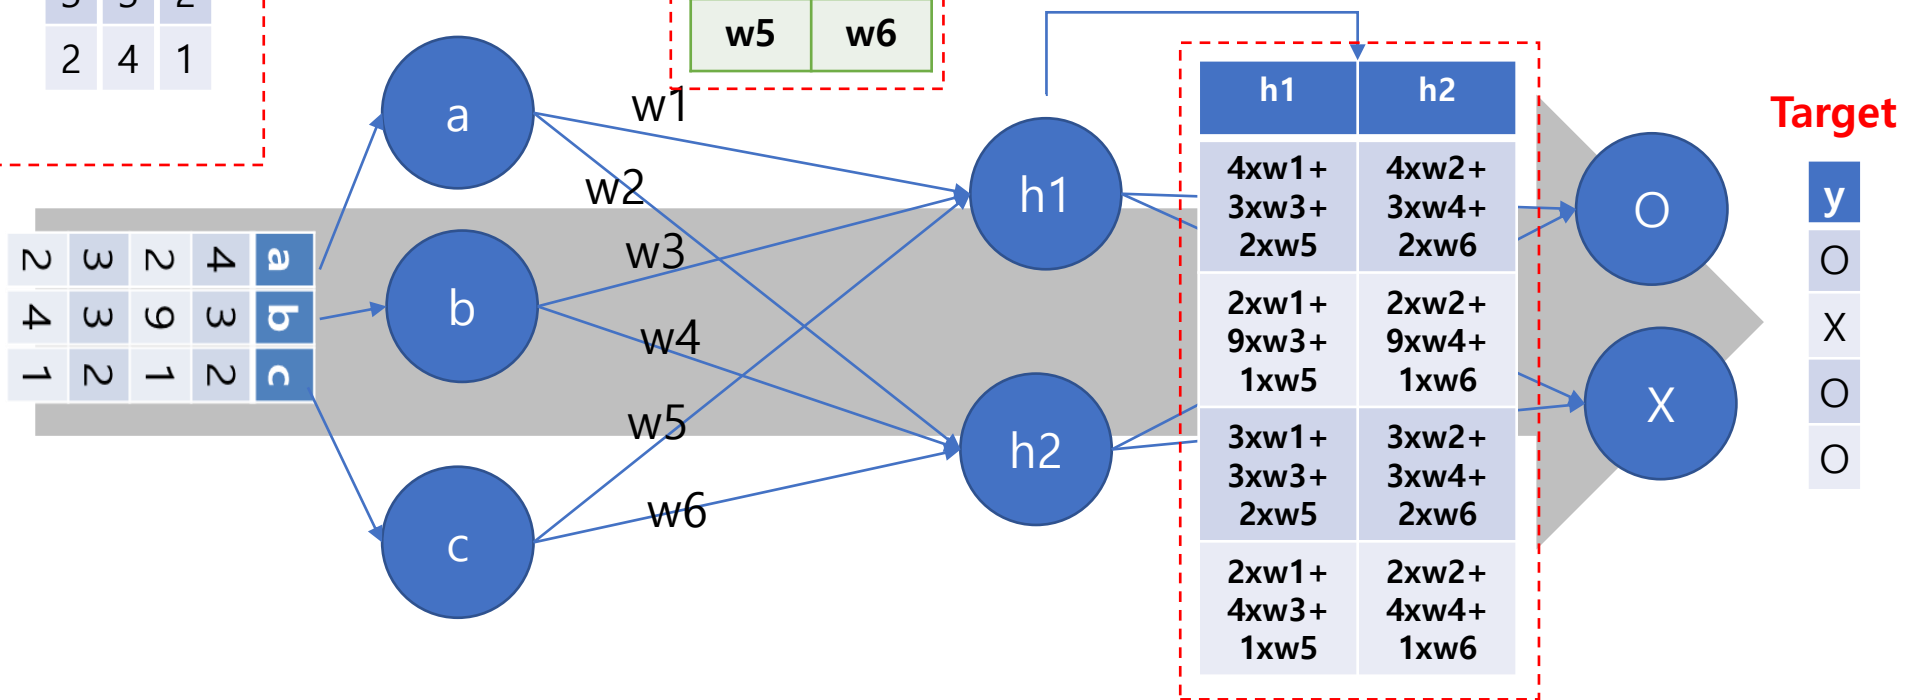 2 4 1
w5 w6
a
b
c
w1
w2
w3
w4
w5
w6
a 4 2 3 2
b 3 9 3 4
c 2 1 2 1
h1
h2
h1 h2
4xw1+
3xw3+
2xw5
4xw2+
3xw4+
2xw6
2xw1+
9xw3+
1xw5
2xw2+
9xw4+
1xw6
3xw1+
3xw3+
2xw5
3xw2+
3xw4+
2xw6
2xw1+
4xw3+
1xw5
2xw2+
4xw4+
1xw6
O
X
Target
y
O
X
O
O